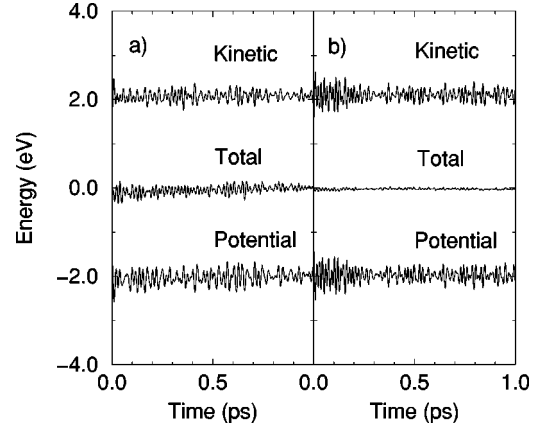 a) Kinetic b) Kinetic
Total Total
Potential Potential
Energy (eV)
4.0
2.0
0.0
−2.0
−4.0
0.0 0.5 0.0 0.5 1.0
Time (ps) Time (ps)